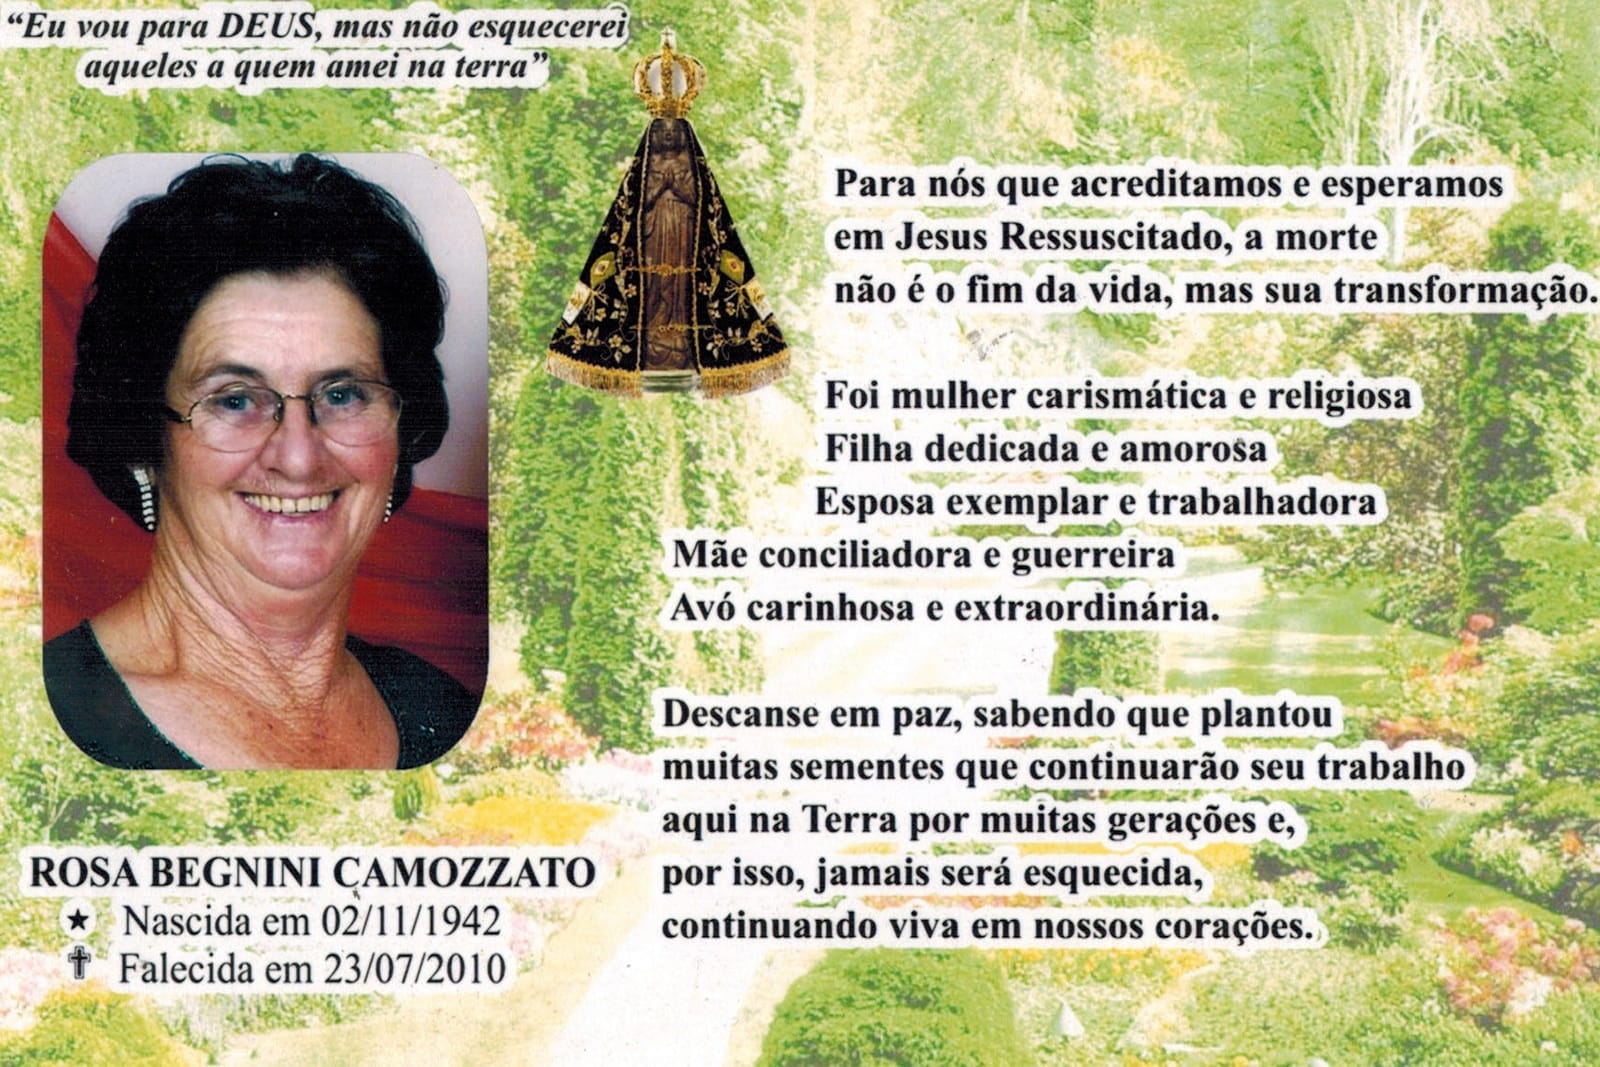 “Eu vou para DEUS, mas não esquecerei
aqueles a quem amei na terra”
Para nós que acreditamos e esperamos
em Jesus Ressuscitado, a morte
não é o fim da vida, mas sua transformação.
Foi mulher carismática e religiosa
Filha dedicada e amorosa
Esposa exemplar e trabalhadora
Mãe conciliadora e guerreira
Avó carinhosa e extraordinária.
Descanse em paz, sabendo que plantou
muitas sementes que continuarão seu trabalho
aqui na Terra por muitas gerações e,
por isso, jamais será esquecida,
continuando viva em nossos corações.
ROSA BEGNINI CAMOZZATO
Nascida em 02/11/1942
Falecida em 23/07/2010